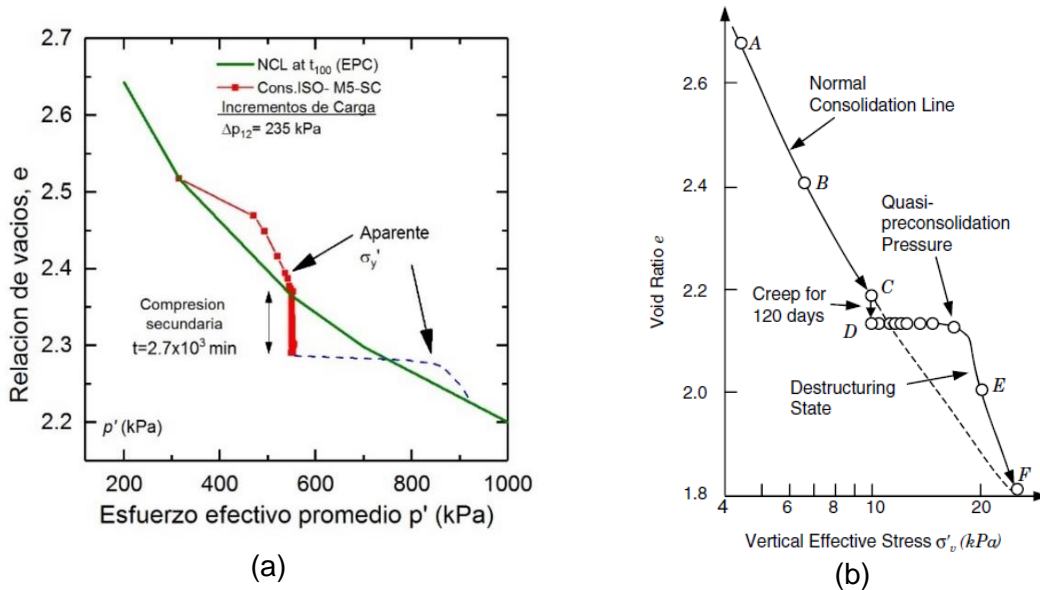 2.7
2.6
2.5
2.4
2.3
2.2
Relacion de vacios, e
NCL at t100 (EPC)
Cons.ISO- M5-SC
Incrementos de Carga
Δp12= 235 kPa
Aparente
σy'
Compresion
secundaria
t=2.7x10³ min
p' (kPa)
200 400 600 800 1000
Esfuerzo efectivo promedio p' (kPa)
(a)
2.8
2.4
2.2
2.0
1.8
Void Ratio e
A
Normal
Consolidation Line
B
Quasi-
preconsolidation
Pressure
C
Creep for
120 days
D
Destructuring
State
E
F
4 6 8 10 20
Vertical Effective Stress σ'v (kPa)
(b)